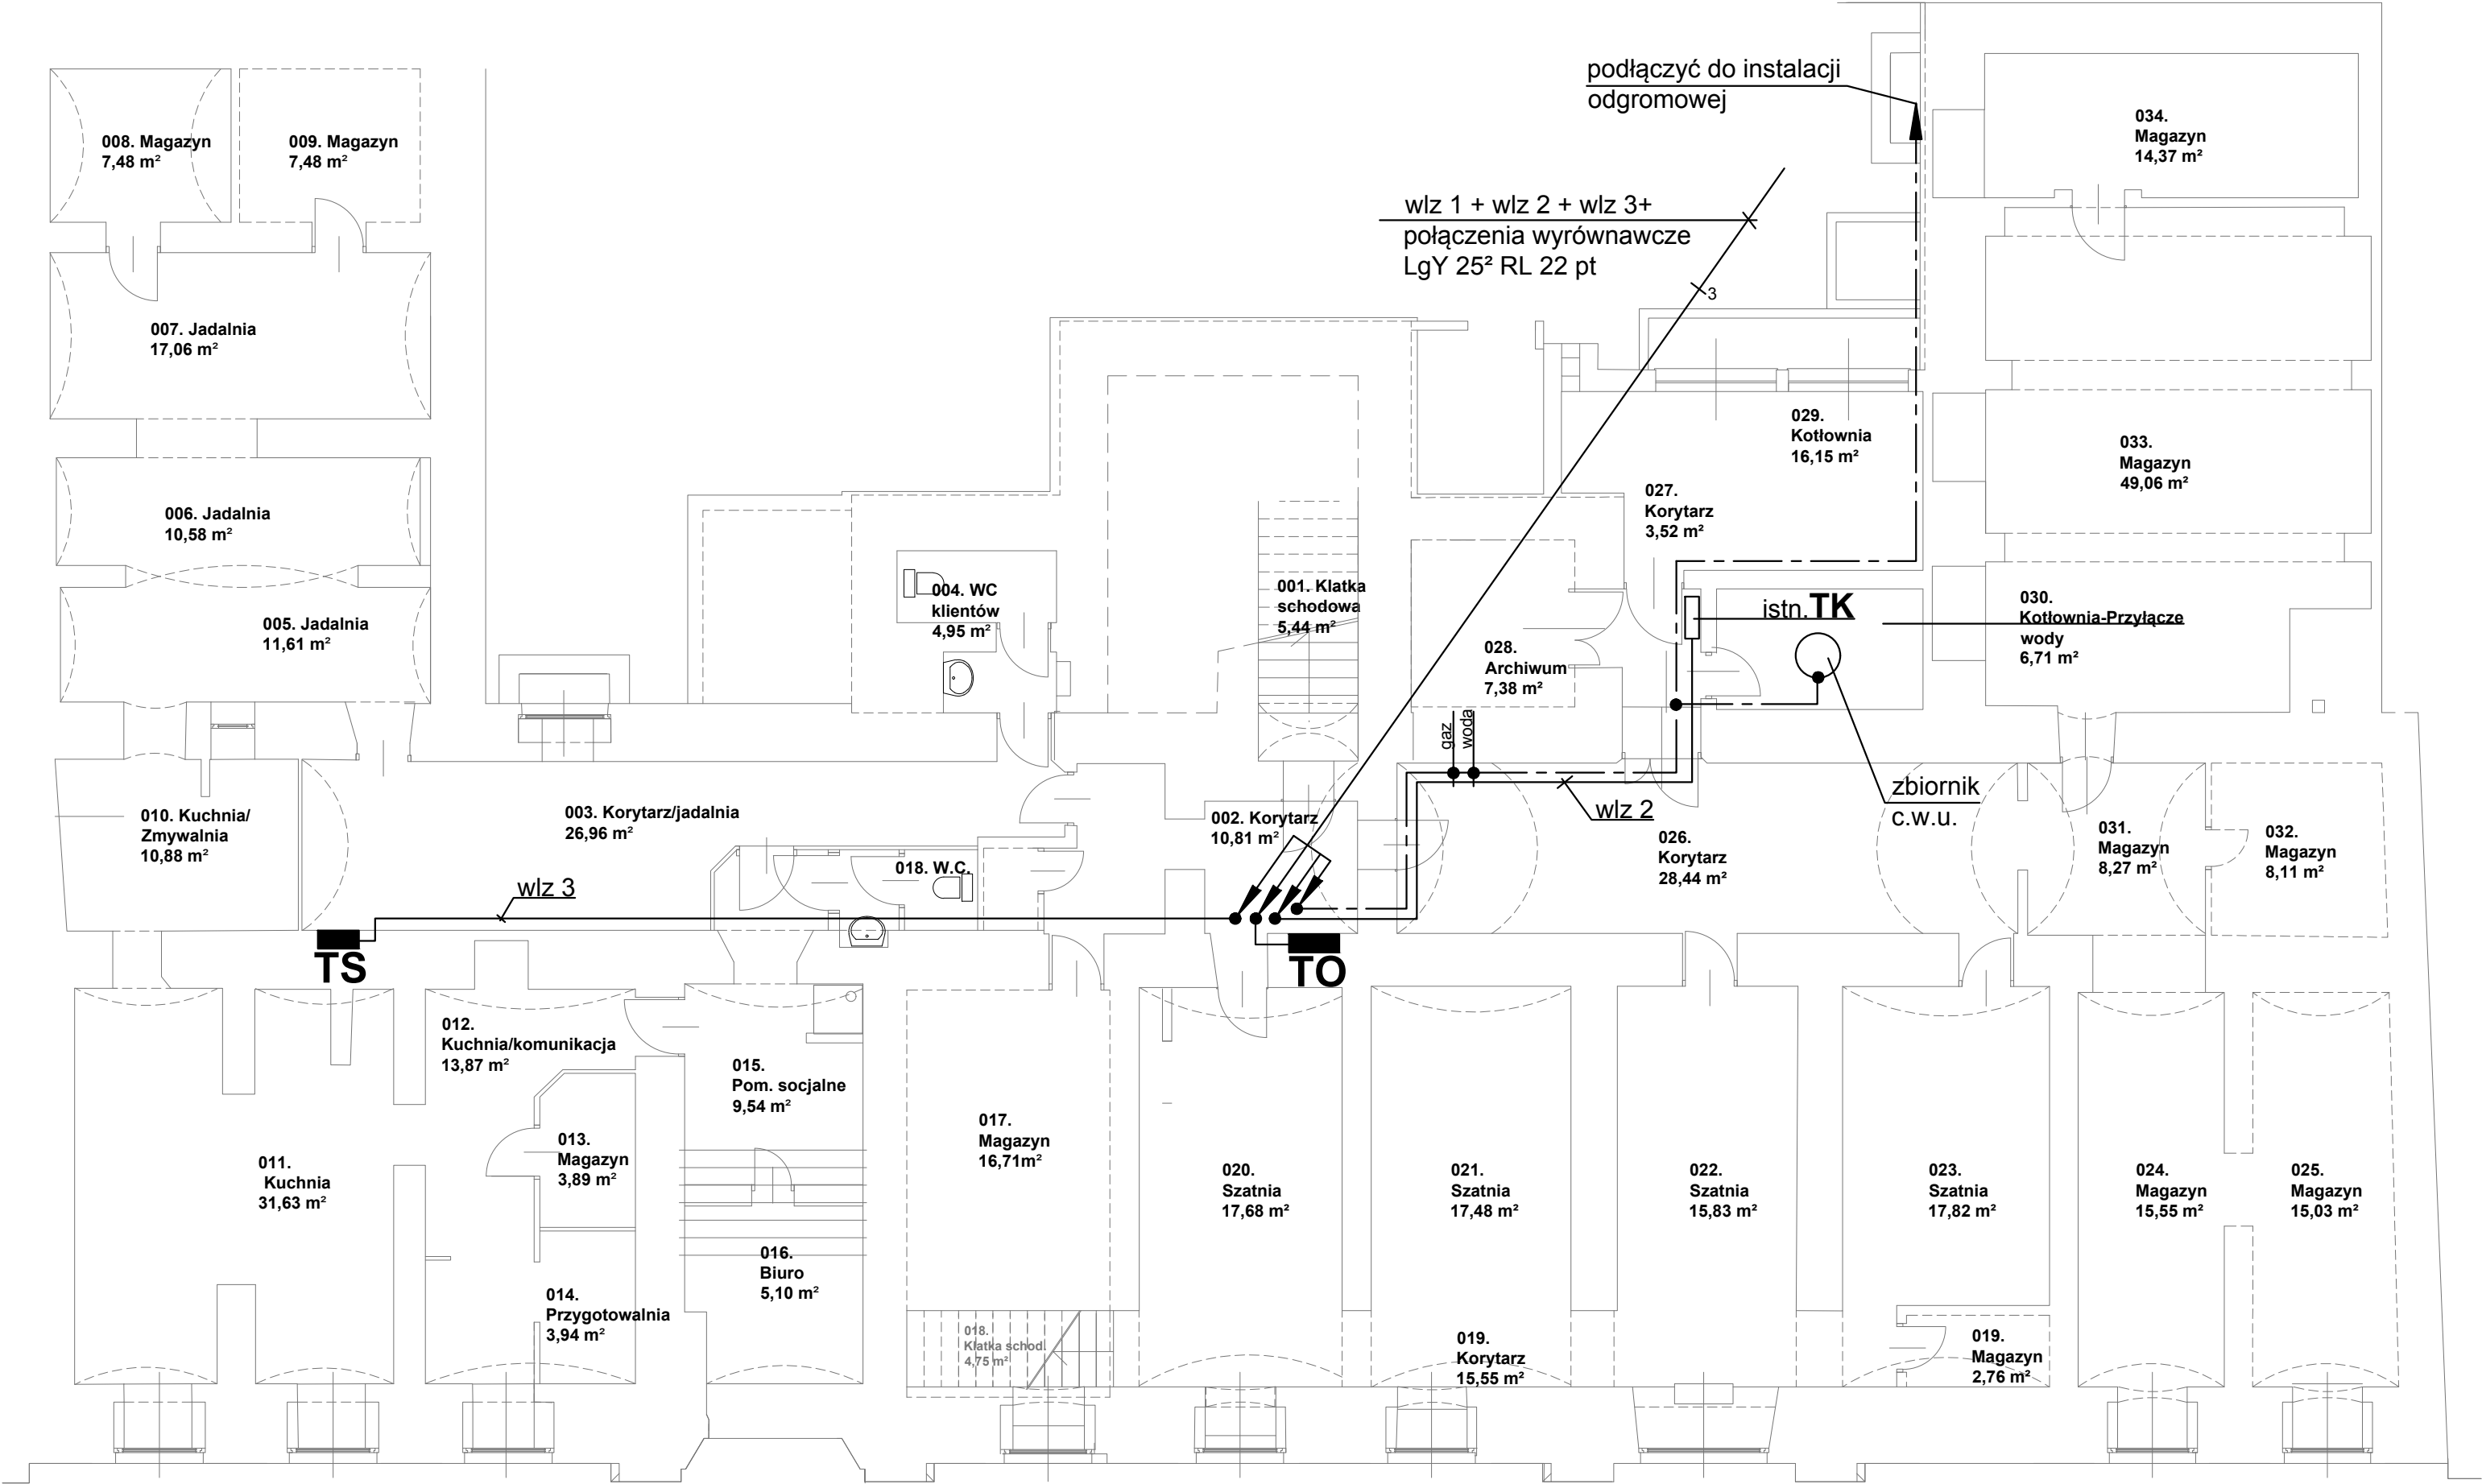 podłączyć do instalacji
odgromowej
008. Magazyn
7,48 m²
009. Magazyn
7,48 m²
034.
Magazyn
14,37 m²
wlz 1 + wlz 2 + wlz 3+
połączenia wyrównawcze
LgY 25² RL 22 pt
3
007. Jadalnia
17,06 m²
029.
Kotłownia
16,15 m²
033.
Magazyn
49,06 m²
006. Jadalnia
10,58 m²
027.
Korytarz
3,52 m²
004. WC
klientów
4,95 m²
001. Klatka
schodowa
5,44 m²
istn.TK
030.
Kotłownia-Przyłącze
wody
6,71 m²
005. Jadalnia
11,61 m²
028.
Archiwum
7,38 m²
gaz
woda
010. Kuchnia/
Zmywalnia
10,88 m²
003. Korytarz/jadalnia
26,96 m²
002. Korytarz
10,81 m²
wlz 2
zbiornik
c.w.u.
026.
Korytarz
28,44 m²
031.
Magazyn
8,27 m²
032.
Magazyn
8,11 m²
018. W.C.
wlz 3
TS
TO
012.
Kuchnia/komunikacja
13,87 m²
015.
Pom. socjalne
9,54 m²
017.
Magazyn
16,71m²
013.
Magazyn
3,89 m²
011.
Kuchnia
31,63 m²
020.
Szatnia
17,68 m²
021.
Szatnia
17,48 m²
022.
Szatnia
15,83 m²
023.
Szatnia
17,82 m²
024.
Magazyn
15,55 m²
025.
Magazyn
15,03 m²
016.
Biuro
5,10 m²
014.
Przygotowalnia
3,94 m²
018.
Klatka schod.
4,75 m²
019.
Korytarz
15,55 m²
019.
Magazyn
2,76 m²